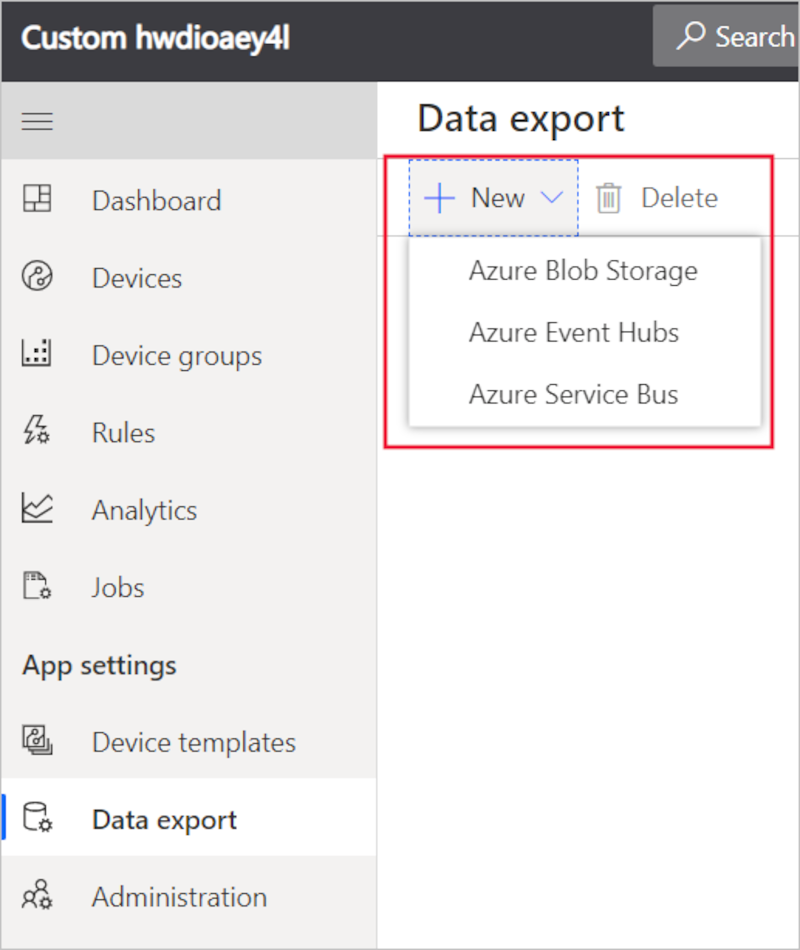 Custom hwdioaey4l
Search
Data export
New
Delete
Azure Blob Storage
Azure Event Hubs
Azure Service Bus
Dashboard
Devices
Device groups
Rules
Analytics
Jobs
App settings
Device templates
Data export
Administration